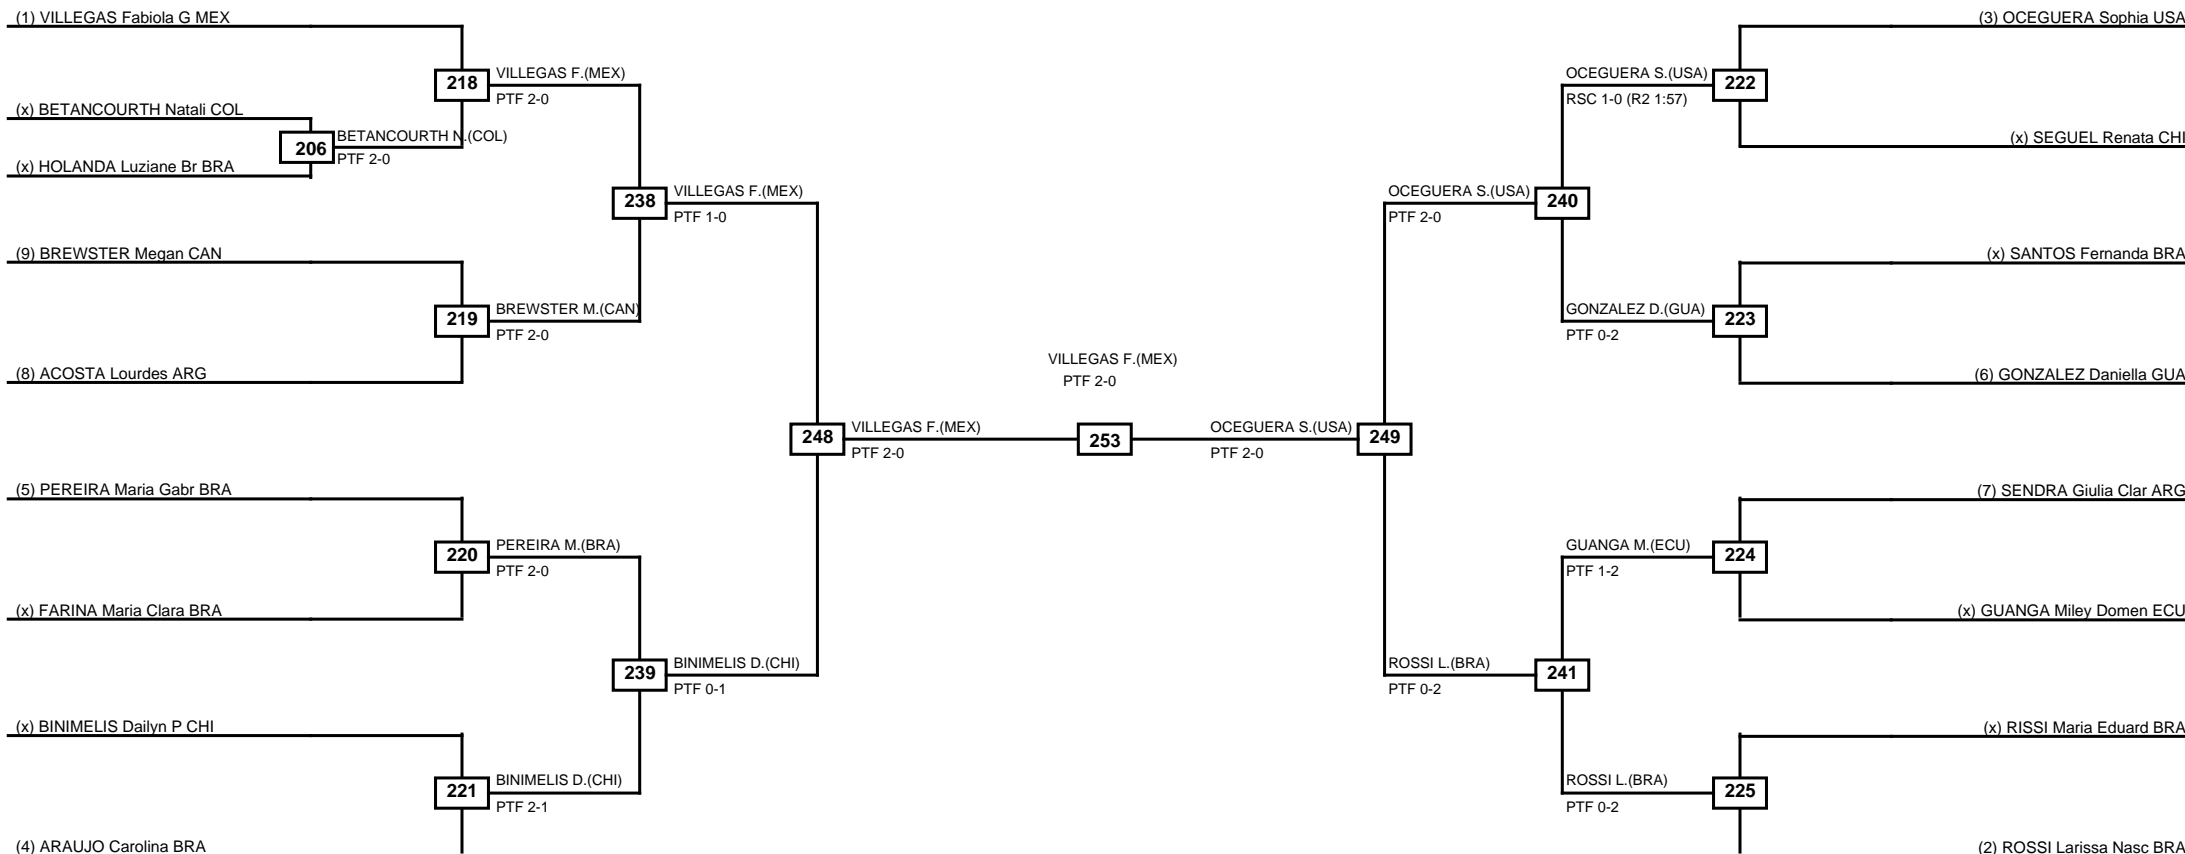 (1) VILLEGAS Fabiola G MEX
(3) OCEGUERA Sophia USA
218
VILLEGAS F.(MEX)
PTF 2-0
OCEGUERA S.(USA)
RSC 1-0 (R2 1:57)
222
(x) BETANCOURTH Natali COL
206
BETANCOURTH N.(COL)
PTF 2-0
(x) SEGUEL Renata CHI
(x) HOLANDA Luziane Br BRA
238
VILLEGAS F.(MEX)
PTF 1-0
OCEGUERA S.(USA)
PTF 2-0
240
(9) BREWSTER Megan CAN
(x) SANTOS Fernanda BRA
219
BREWSTER M.(CAN)
PTF 2-0
GONZALEZ D.(GUA)
PTF 0-2
223
(8) ACOSTA Lourdes ARG
VILLEGAS F.(MEX)
PTF 2-0
(6) GONZALEZ Daniella GUA
248
VILLEGAS F.(MEX)
PTF 2-0
253
OCEGUERA S.(USA)
PTF 2-0
249
(5) PEREIRA Maria Gabr BRA
(7) SENDRA Giulia Clar ARG
220
PEREIRA M.(BRA)
PTF 2-0
GUANGA M.(ECU)
PTF 1-2
224
(x) FARINA Maria Clara BRA
(x) GUANGA Miley Domen ECU
239
BINIMELIS D.(CHI)
PTF 0-1
ROSSI L.(BRA)
PTF 0-2
241
(x) BINIMELIS Dailyn P CHI
(x) RISSI Maria Eduard BRA
221
BINIMELIS D.(CHI)
PTF 2-1
ROSSI L.(BRA)
PTF 0-2
225
(4) ARAUJO Carolina BRA
(2) ROSSI Larissa Nasc BRA